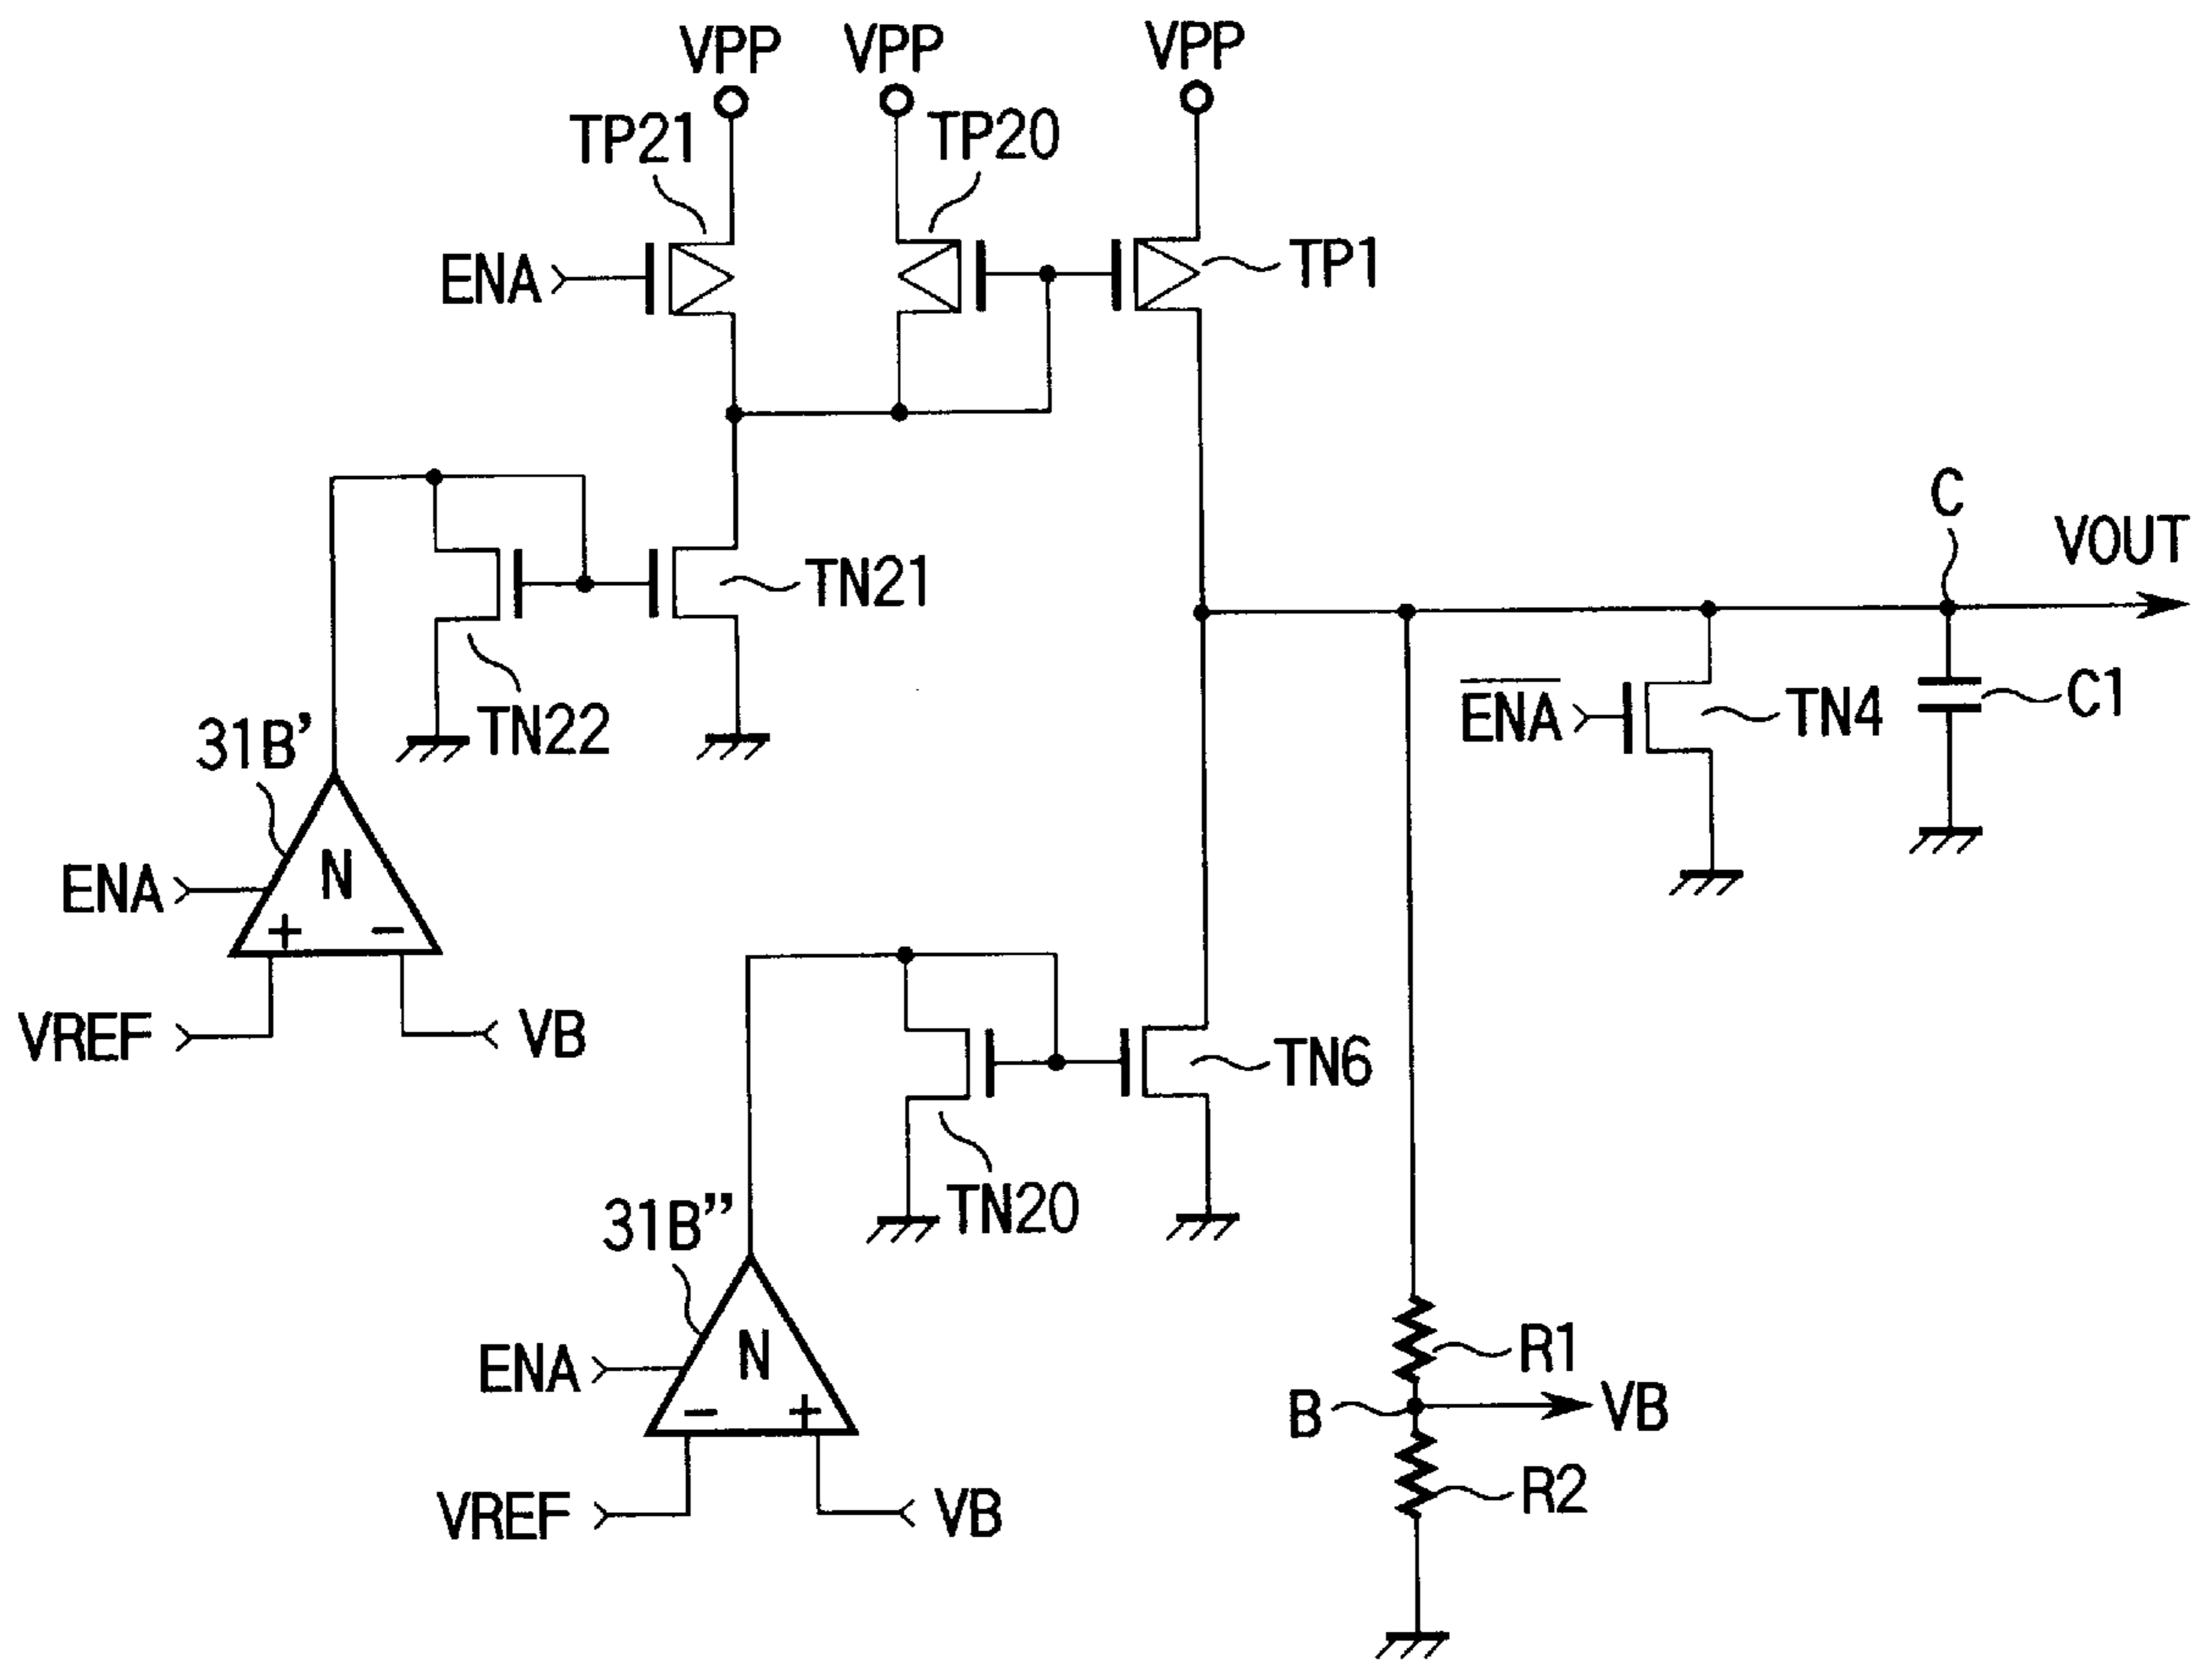 VPP VPP VPP
TP21 TP20
ENA TP1
C
VOUT
TN21
ENA TN4 C1
TN22
31B'
N
ENA
+ −
VREF VB
TN6
TN20
31B"
N
ENA
R1
− +
B VB
VREF VB
R2